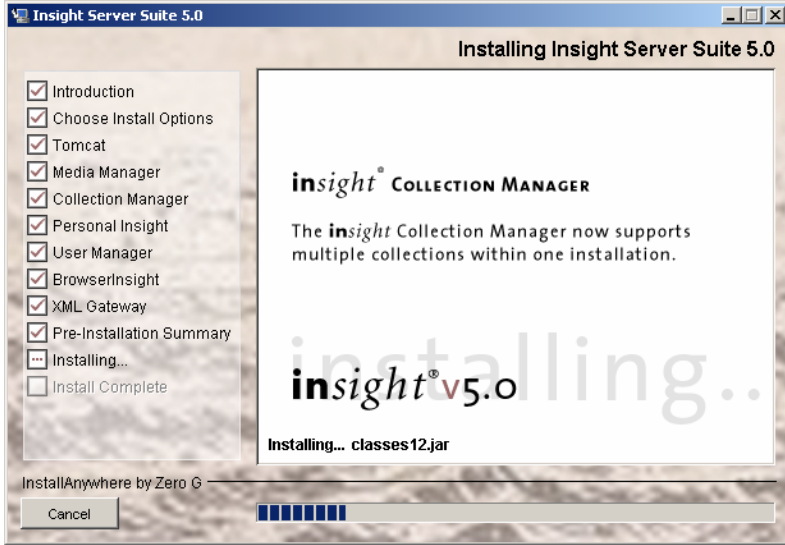 Insight Server Suite 5.0
Installing Insight Server Suite 5.0
Introduction
Choose Install Options
Tomcat
Media Manager
Collection Manager
Personal Insight
User Manager
BrowserInsight
XML Gateway
Pre-Installation Summary
Installing...
Install Complete
insight® COLLECTION MANAGER
The insight Collection Manager now supports
multiple collections within one installation.
installing..
insight®v5.0
Installing... classes12.jar
InstallAnywhere by Zero G
Cancel